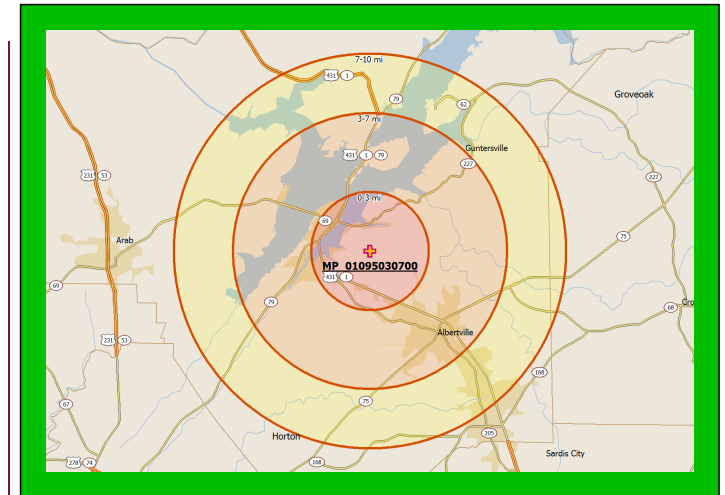 7-10 mi
431 1
79
62
Groveoak
3-7 mi
431 1 79
Guntersville
227
227
231 53
0-3 mi
69
75
Arab
MP_01095030700
431 1
69
79
68
Cro
Albertville
231 53
168
67
75
Horton
205
278 74
168
Sardis City